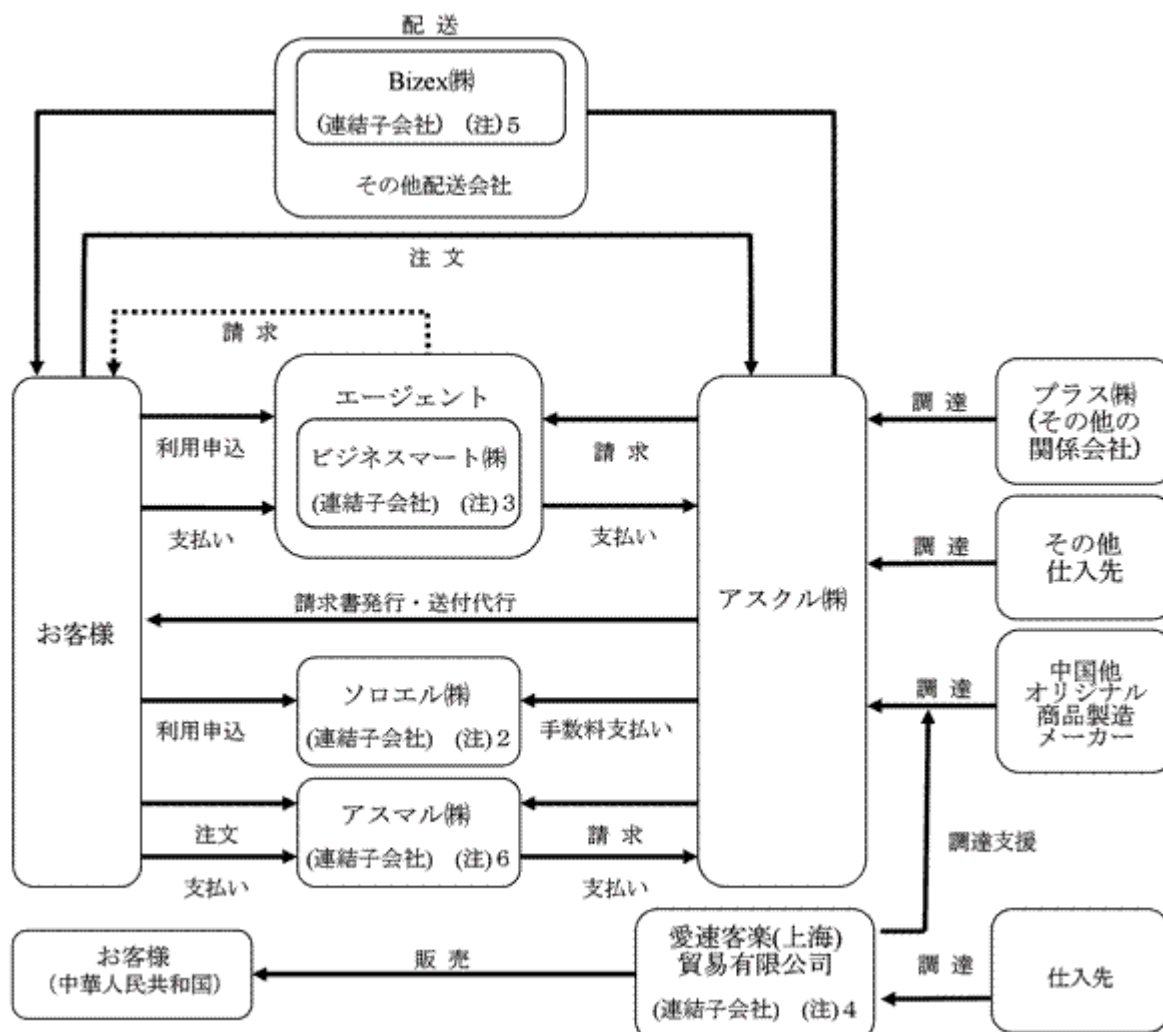 配 送
Bizex㈱
(連結子会社) (注)5
その他配送会社
注 文
請 求
エージェント
ビジネスマート㈱
(連結子会社) (注)3
利用申込
支払い
請 求
支払い
調 達
プラス㈱
(その他の
関係会社)
調 達
その他
仕入先
お客様
アスクル㈱
請求書発行・送付代行
ソロエル㈱
(連結子会社) (注)2
利用申込
手数料支払い
調 達
中国他
オリジナル
商品製造
メーカー
アスマル㈱
(連結子会社) (注)6
注文
支払い
請 求
支払い
調達支援
お客様
(中華人民共和国)
販 売
愛速客楽(上海)
貿易有限公司
(連結子会社) (注)4
調 達
仕入先